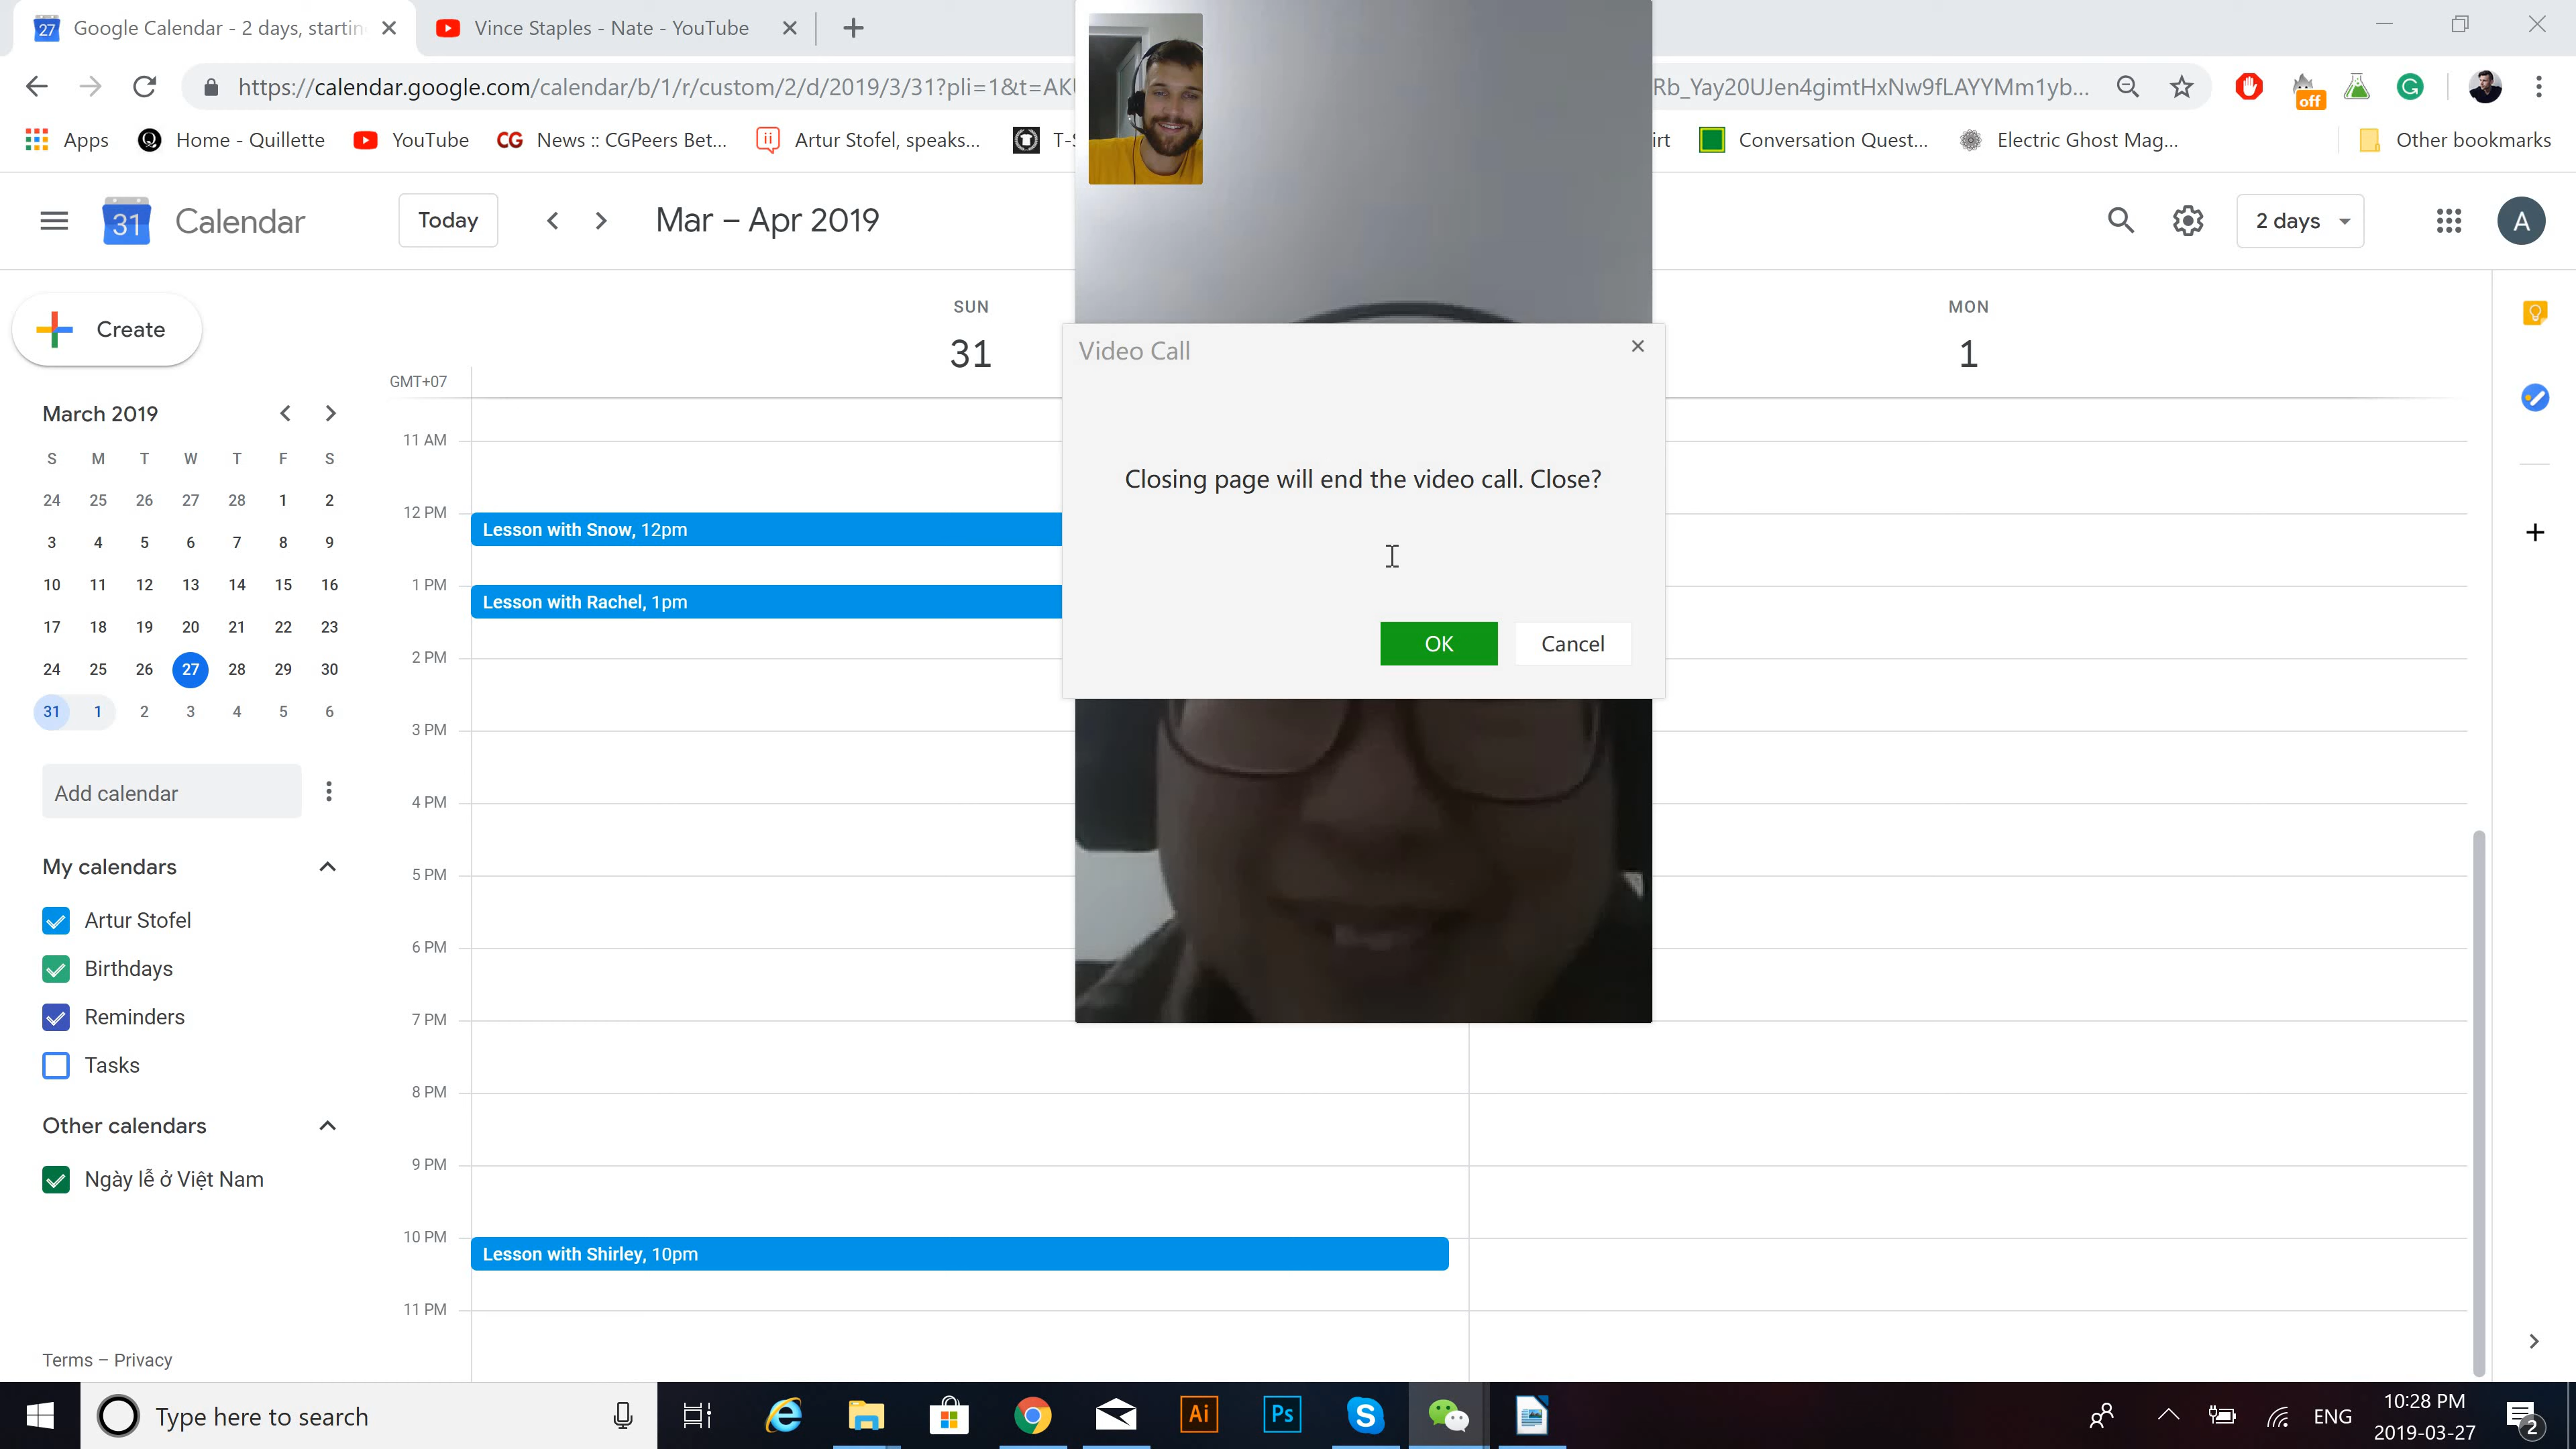 27 Google Calendar - 2 days, startin
Vince Staples - Nate - YouTube
https://calendar.google.com/calendar/b/1/r/custom/2/d/2019/3/31?pli=1&t=AK
Rb_Yay20UJen4gimtHxNw9fLAYYMm1yb...
off
G
Apps
Home - Quillette
YouTube
CG News :: CGPeers Bet...
Artur Stofel, speaks...
T-S
irt
Conversation Quest...
Electric Ghost Mag...
Other bookmarks
31 Calendar
Today
Mar – Apr 2019
2 days
A
Create
SUN
31
MON
1
GMT+07
March 2019
S M T W T F S
24 25 26 27 28 1 2
3 4 5 6 7 8 9
10 11 12 13 14 15 16
17 18 19 20 21 22 23
24 25 26 27 28 29 30
31 1 2 3 4 5 6
Add calendar
My calendars
Artur Stofel
Birthdays
Reminders
Tasks
Other calendars
Ngày lễ ở Việt Nam
Terms – Privacy
11 AM
12 PM
Lesson with Snow, 12pm
1 PM
Lesson with Rachel, 1pm
2 PM
3 PM
4 PM
5 PM
6 PM
7 PM
8 PM
9 PM
10 PM
Lesson with Shirley, 10pm
11 PM
Video Call
Closing page will end the video call. Close?
OK
Cancel
Type here to search
Ai
Ps
S
ENG
10:28 PM
2019-03-27
2